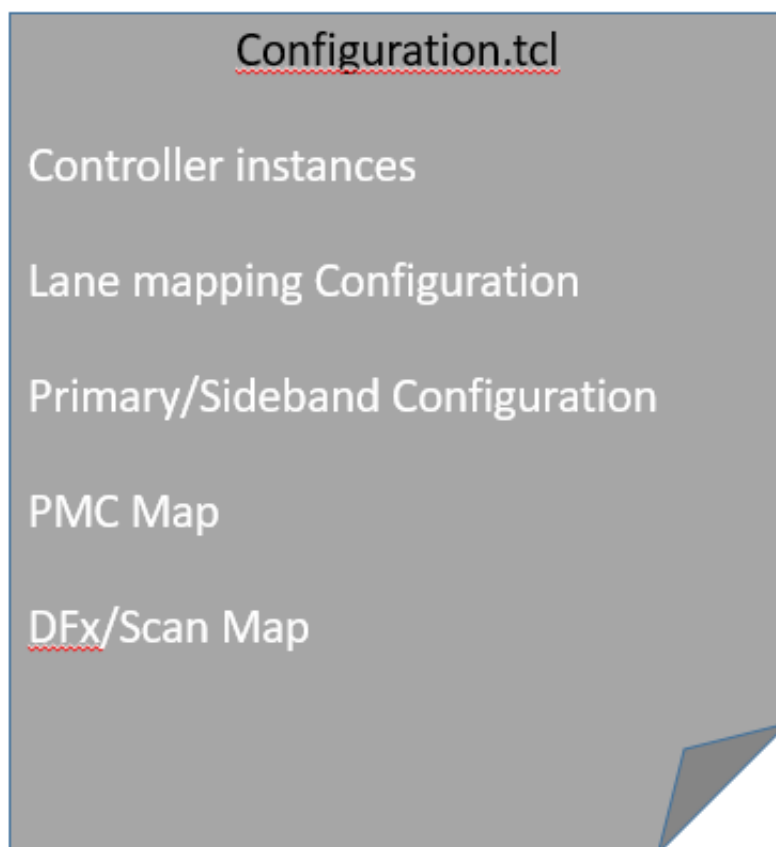 Configuration.tcl
Controller instances
Lane mapping Configuration
Primary/Sideband Configuration
PMC Map
DFx/Scan Map